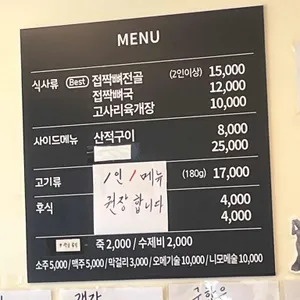 MENU
식사류 Best 접짝뼈전골 (2인이상) 15,000
접짝뼈국 12,000
고사리육개장 10,000
사이드메뉴 산적구이 8,000
25,000
고기류 (180g) 17,000
1인 1메뉴
권장합니다
후식 4,000
4,000
죽 2,000 / 수제비 2,000
소주 5,000 / 맥주 5,000 / 막걸리 3,000 / 오메기술 10,000 / 니모메술 10,000